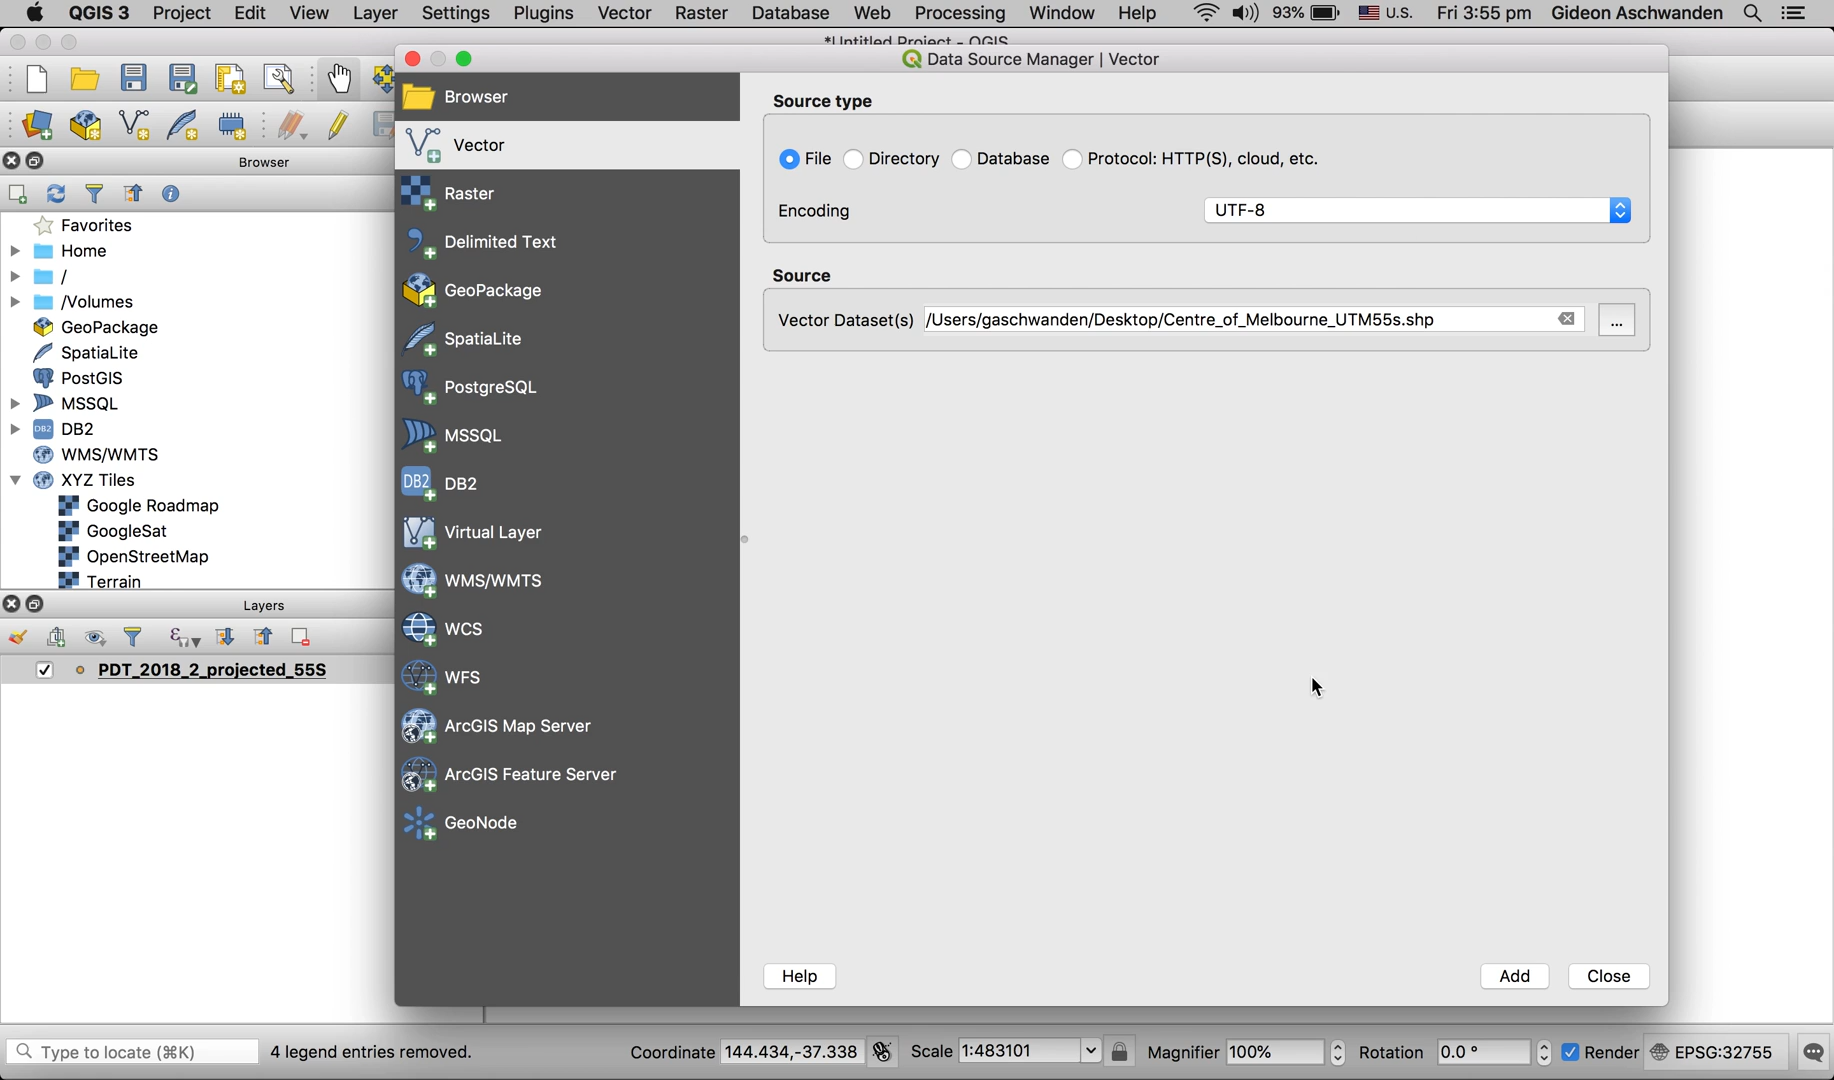 QGIS 3 Project Edit View Layer Settings Plugins Vector Raster Database Web Processing Window Help 93% U.S. Fri 3:55 pm Gideon Aschwanden
*Untitled Project - QGIS
Data Source Manager | Vector
Browser
Favorites
Home
/
/Volumes
GeoPackage
SpatiaLite
PostGIS
MSSQL
DB2
DB2
WMS/WMTS
XYZ Tiles
Google Roadmap
GoogleSat
OpenStreetMap
Terrain
Layers
PDT_2018_2_projected_55S
Browser
Vector
Raster
Delimited Text
GeoPackage
SpatiaLite
PostgreSQL
MSSQL
DB2
DB2
Virtual Layer
WMS/WMTS
WCS
WFS
ArcGIS Map Server
ArcGIS Feature Server
GeoNode
Source type
File Directory Database Protocol: HTTP(S), cloud, etc.
Encoding UTF-8
Source
Vector Dataset(s) /Users/gaschwanden/Desktop/Centre_of_Melbourne_UTM55s.shp ...
Help Add Close
Type to locate (⌘K) 4 legend entries removed. Coordinate 144.434,-37.338 Scale 1:483101 Magnifier 100% Rotation 0.0 ° Render EPSG:32755